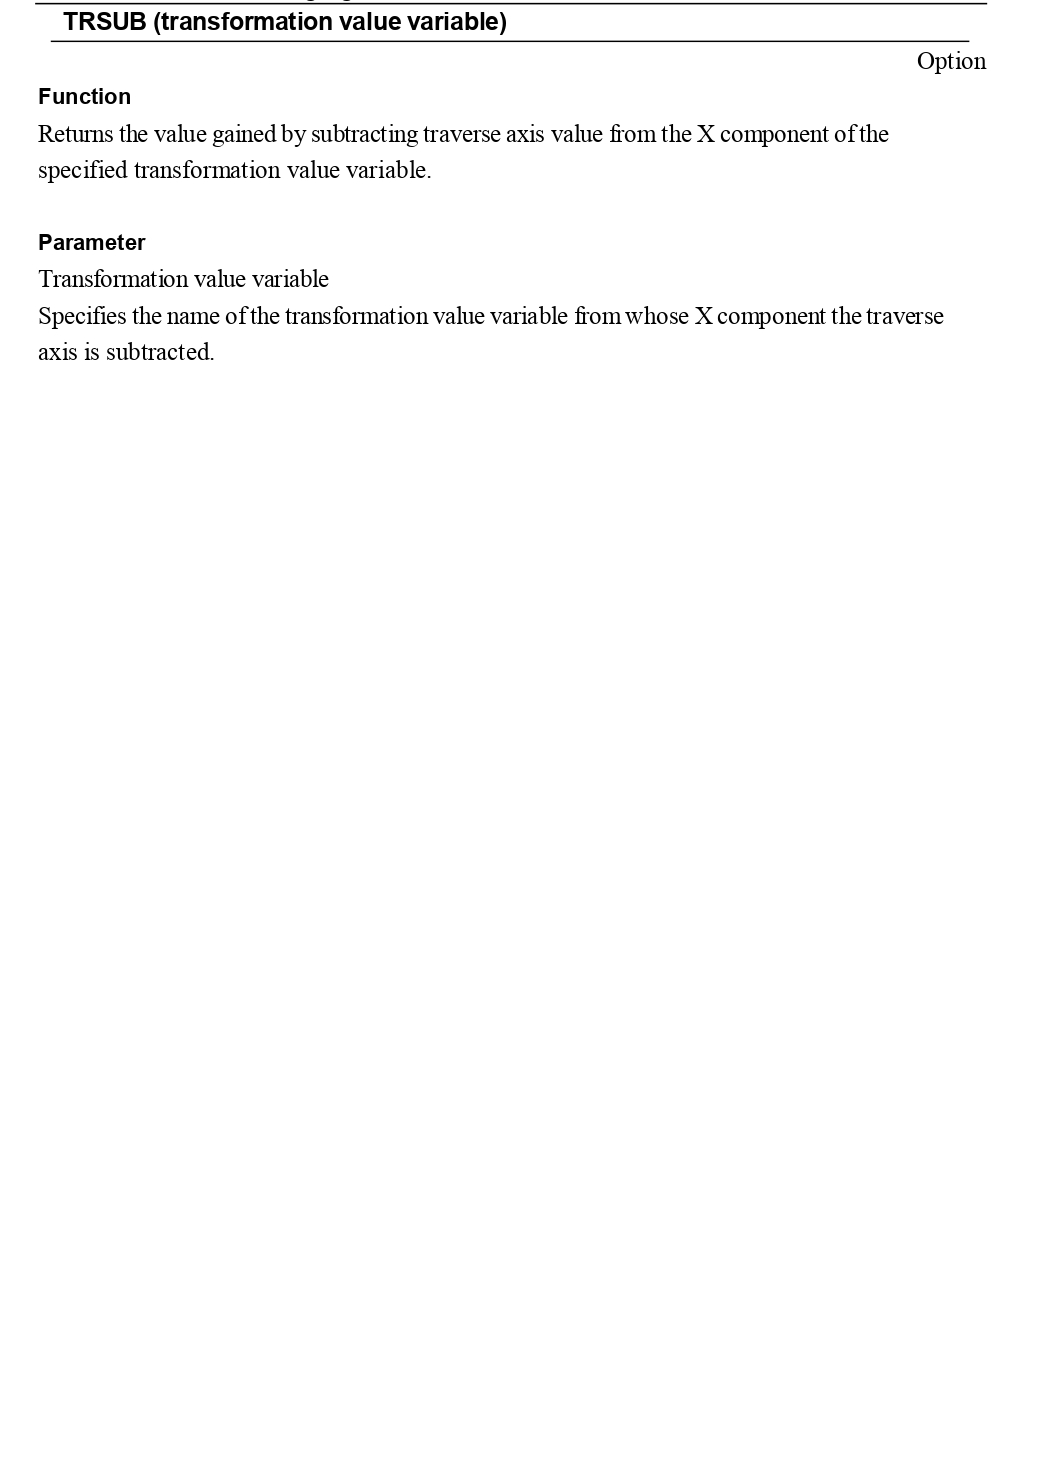 TRSUB (transformation value variable)
Option
Function
Returns the value gained by subtracting traverse axis value from the X component of the
specified transformation value variable.
Parameter
Transformation value variable
Specifies the name of the transformation value variable from whose X component the traverse
axis is subtracted.